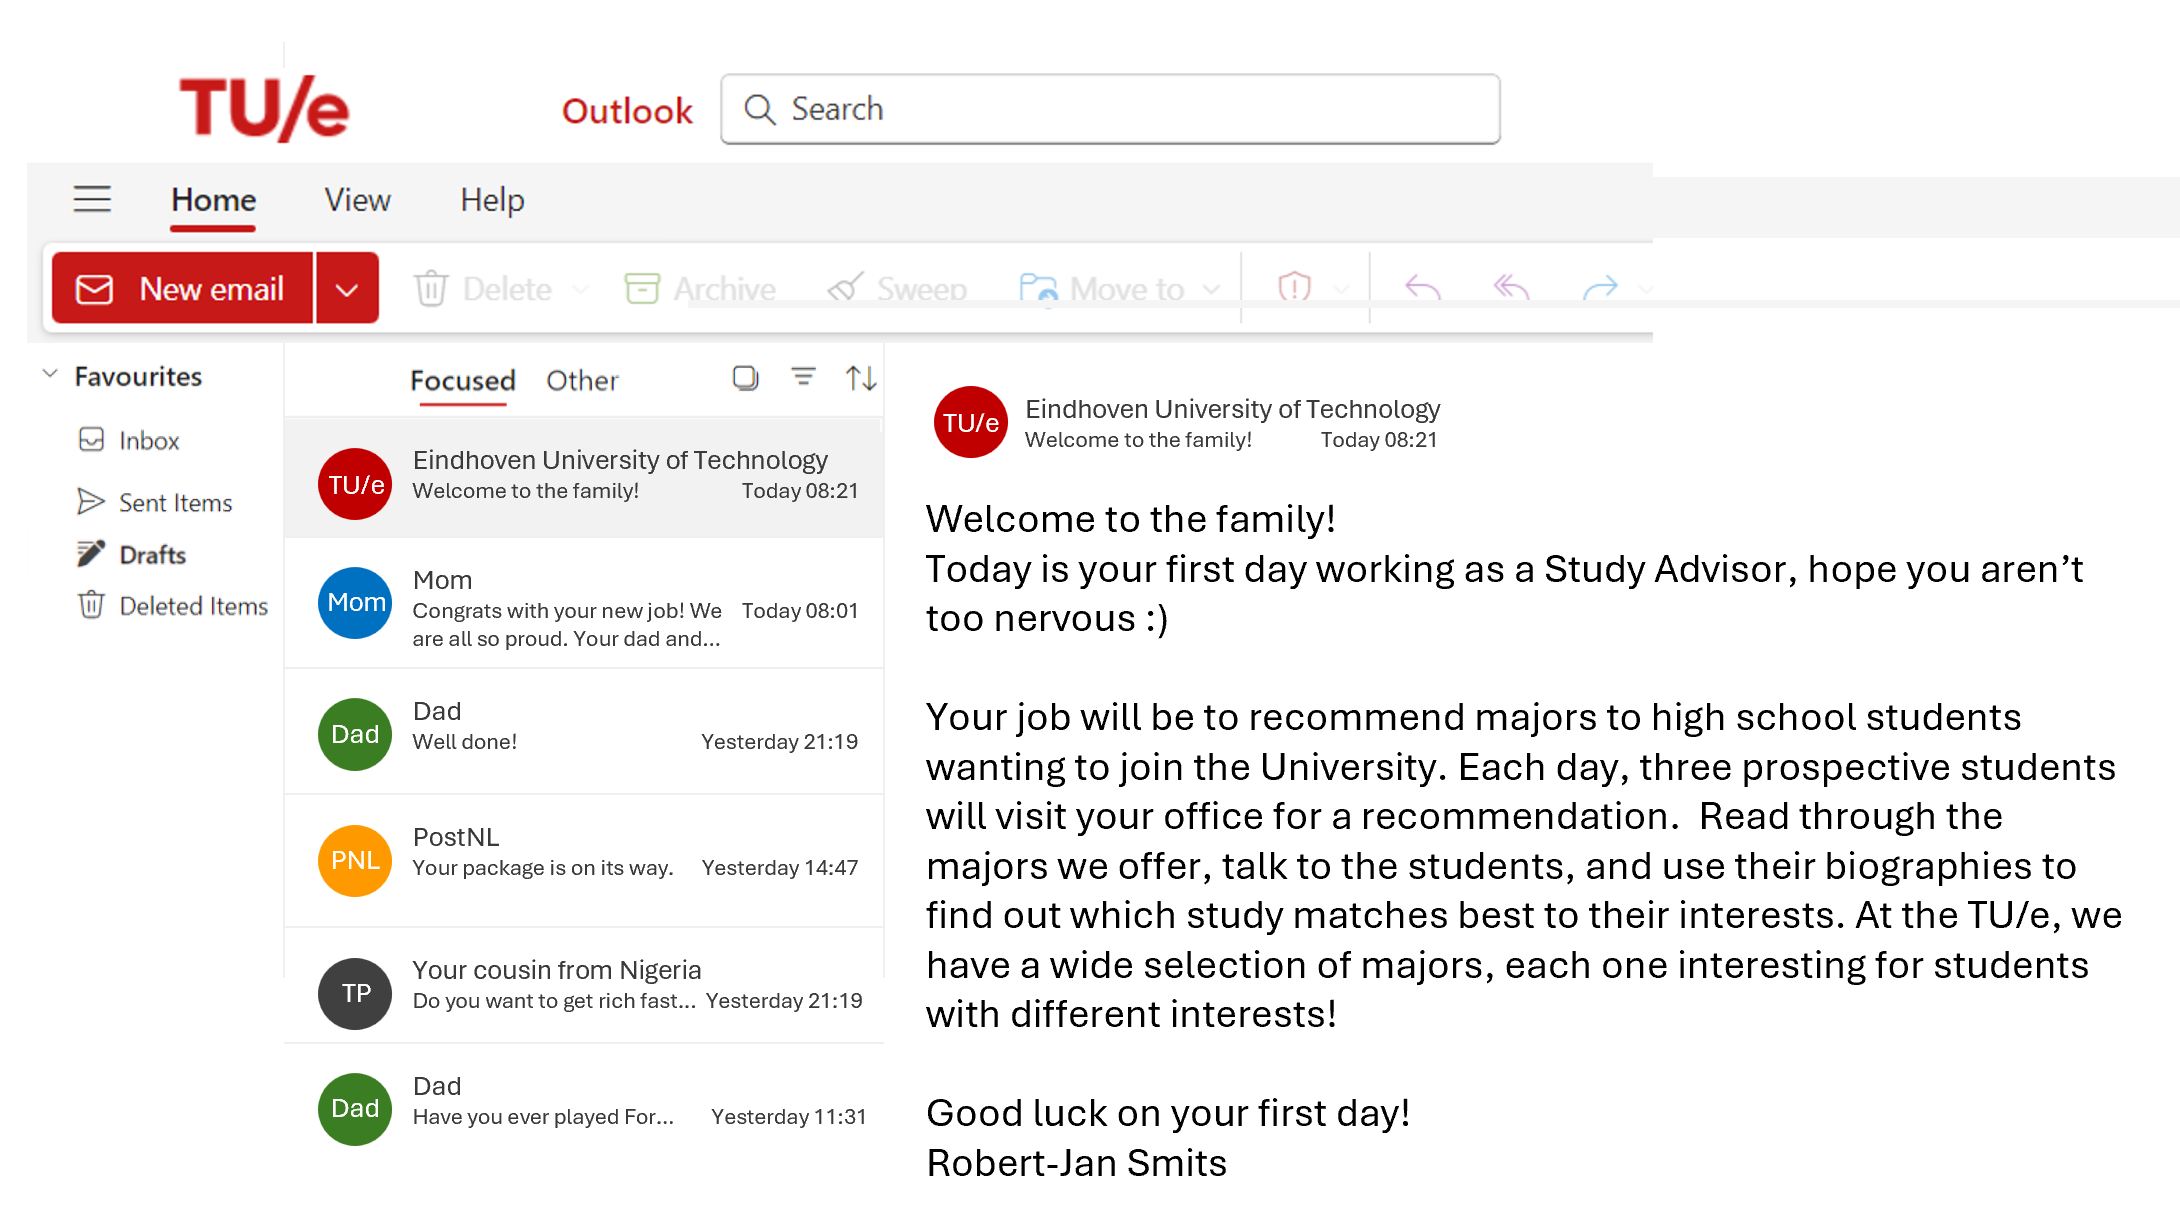 TU/e
Outlook
Search
Home
View
Help
New email
Delete
Archive
Sweep
Move to
Favourites
Inbox
Sent Items
Drafts
Deleted Items
Focused
Other
TU/e
Eindhoven University of Technology
Welcome to the family! Today 08:21
Mom
Mom
Congrats with your new job! We Today 08:01
are all so proud. Your dad and...
Dad
Dad
Well done! Yesterday 21:19
PNL
PostNL
Your package is on its way. Yesterday 14:47
TP
Your cousin from Nigeria
Do you want to get rich fast... Yesterday 21:19
Dad
Dad
Have you ever played For... Yesterday 11:31
TU/e
Eindhoven University of Technology
Welcome to the family! Today 08:21
Welcome to the family!
Today is your first day working as a Study Advisor, hope you aren’t
too nervous :)
Your job will be to recommend majors to high school students
wanting to join the University. Each day, three prospective students
will visit your office for a recommendation.  Read through the
majors we offer, talk to the students, and use their biographies to
find out which study matches best to their interests. At the TU/e, we
have a wide selection of majors, each one interesting for students
with different interests!
Good luck on your first day!
Robert-Jan Smits